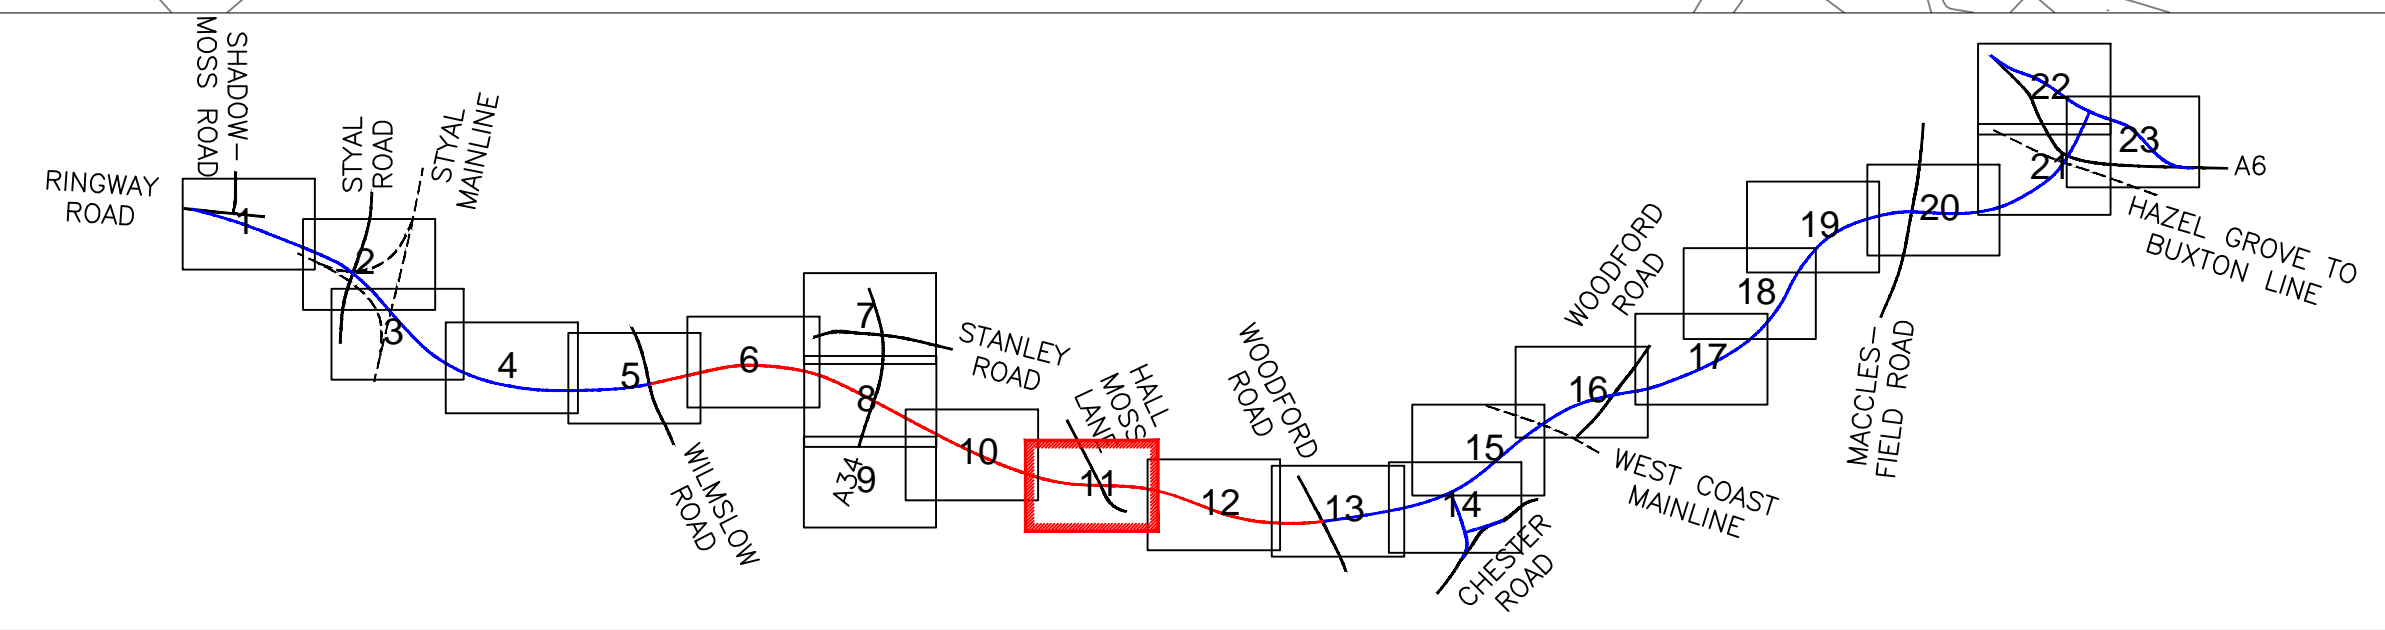 SHADOW-
MOSS ROAD
RINGWAY
ROAD
1
STYAL
ROAD
STYAL
MAINLINE
2
3
4
5
WILMSLOW
ROAD
6
7
STANLEY
ROAD
8
A34
9
10
HALL
MOSS
LANE
11
12
WOODFORD
ROAD
13
14
CHESTER
ROAD
15
WEST COAST
MAINLINE
16
WOODFORD
ROAD
17
18
19
MACCLES-
FIELD ROAD
20
21
22
23
A6
HAZEL GROVE TO
BUXTON LINE